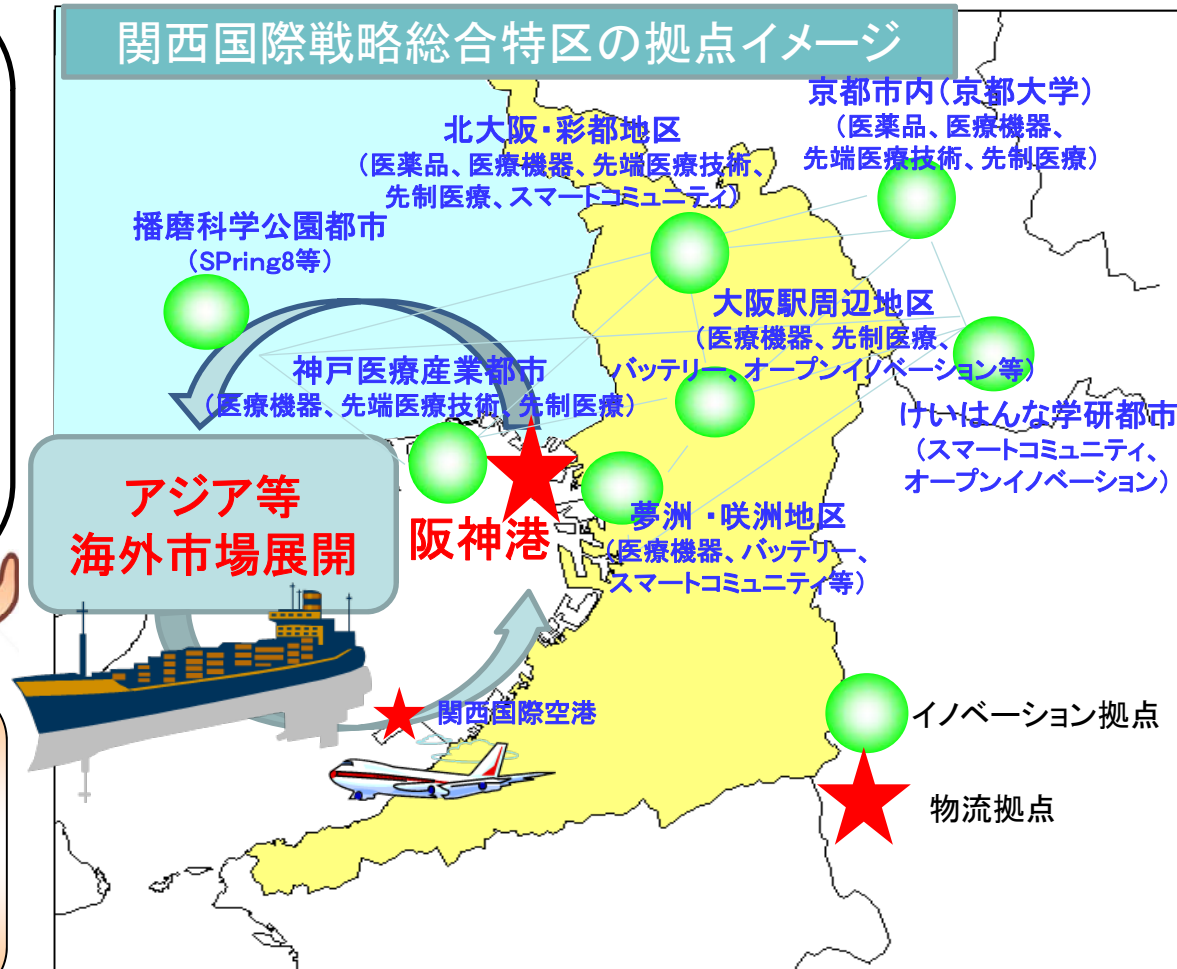 関西国際戦略総合特区の拠点イメージ
京都市内(京都大学)
(医薬品、医療機器、
先端医療技術、先制医療)
北大阪・彩都地区
(医薬品、医療機器、先端医療技術、
先制医療、スマートコミュニティ)
播磨科学公園都市
(SPring8等)
大阪駅周辺地区
(医療機器、先制医療、
バッテリー、オープンイノベーション等)
神戸医療産業都市
(医療機器、先端医療技術、先制医療)
けいはんな学研都市
(スマートコミュニティ、
オープンイノベーション)
アジア等
海外市場展開
阪神港
夢洲・咲洲地区
(医療機器、バッテリー、
スマートコミュニティ等)
関西国際空港
イノベーション拠点
物流拠点